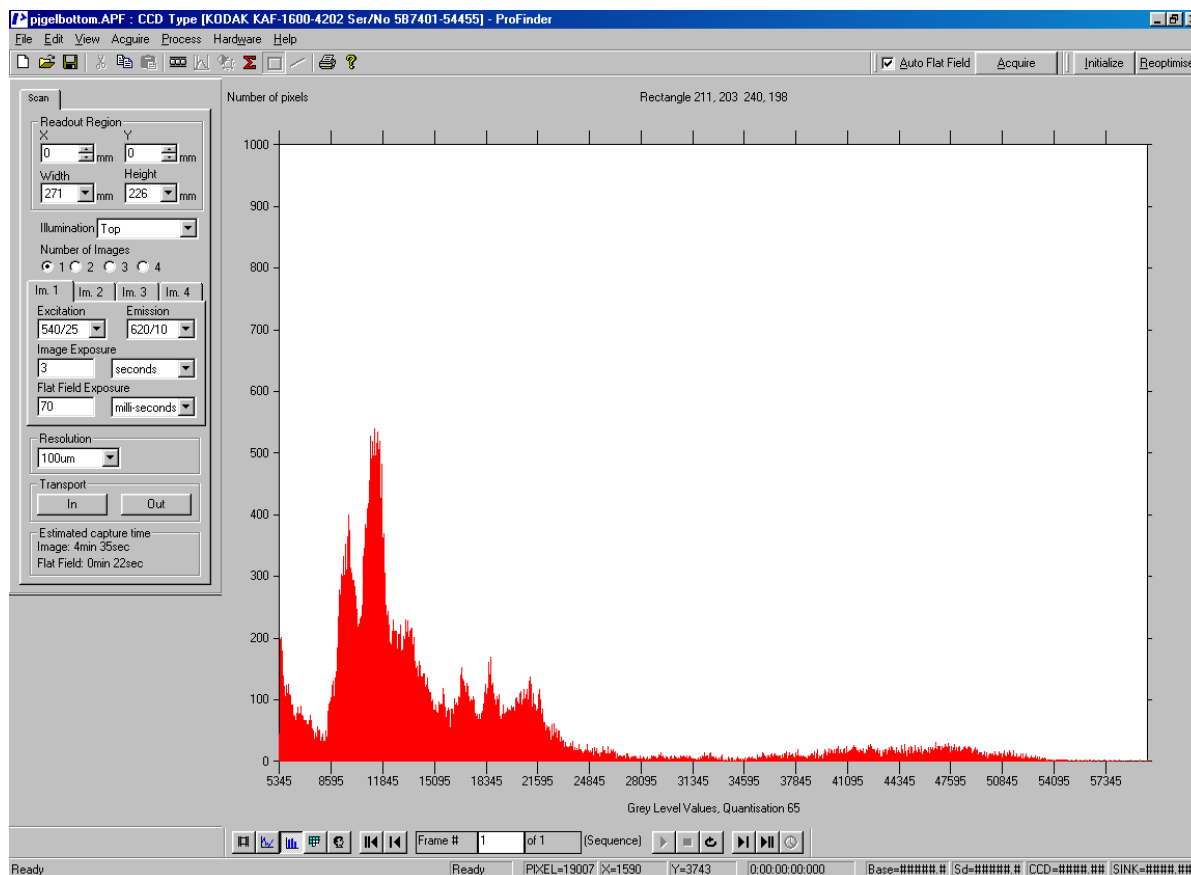 pjgelbottom.APF : CCD Type [KODAK KAF-1600-4202 Ser/No 5B7401-54455] - ProFinder
File Edit View Acquire Process Hardware Help
Auto Flat Field Acquire Initialize Reoptimise
Scan
Readout Region
X Y
0 mm 0 mm
Width Height
271 mm 226 mm
Illumination Top
Number of Images
1 2 3 4
Im. 1 Im. 2 Im. 3 Im. 4
Excitation Emission
540/25 620/10
Image Exposure
3 seconds
Flat Field Exposure
70 milli-seconds
Resolution
100um
Transport
In Out
Estimated capture time
Image: 4min 35sec
Flat Field: 0min 22sec
Number of pixels Rectangle 211, 203 240, 198
1000
900
800
700
600
500
400
300
200
100
0
5345 8595 11845 15095 18345 21595 24845 28095 31345 34595 37845 41095 44345 47595 50845 54095 57345
Grey Level Values, Quantisation 65
Frame # 1 of 1 (Sequence)
Ready Ready PIXEL=19007 X=1590 Y=3743 0:00:00:00:000 Base=#####.# Sd=#####.# CCD=####.## SINK=####.##